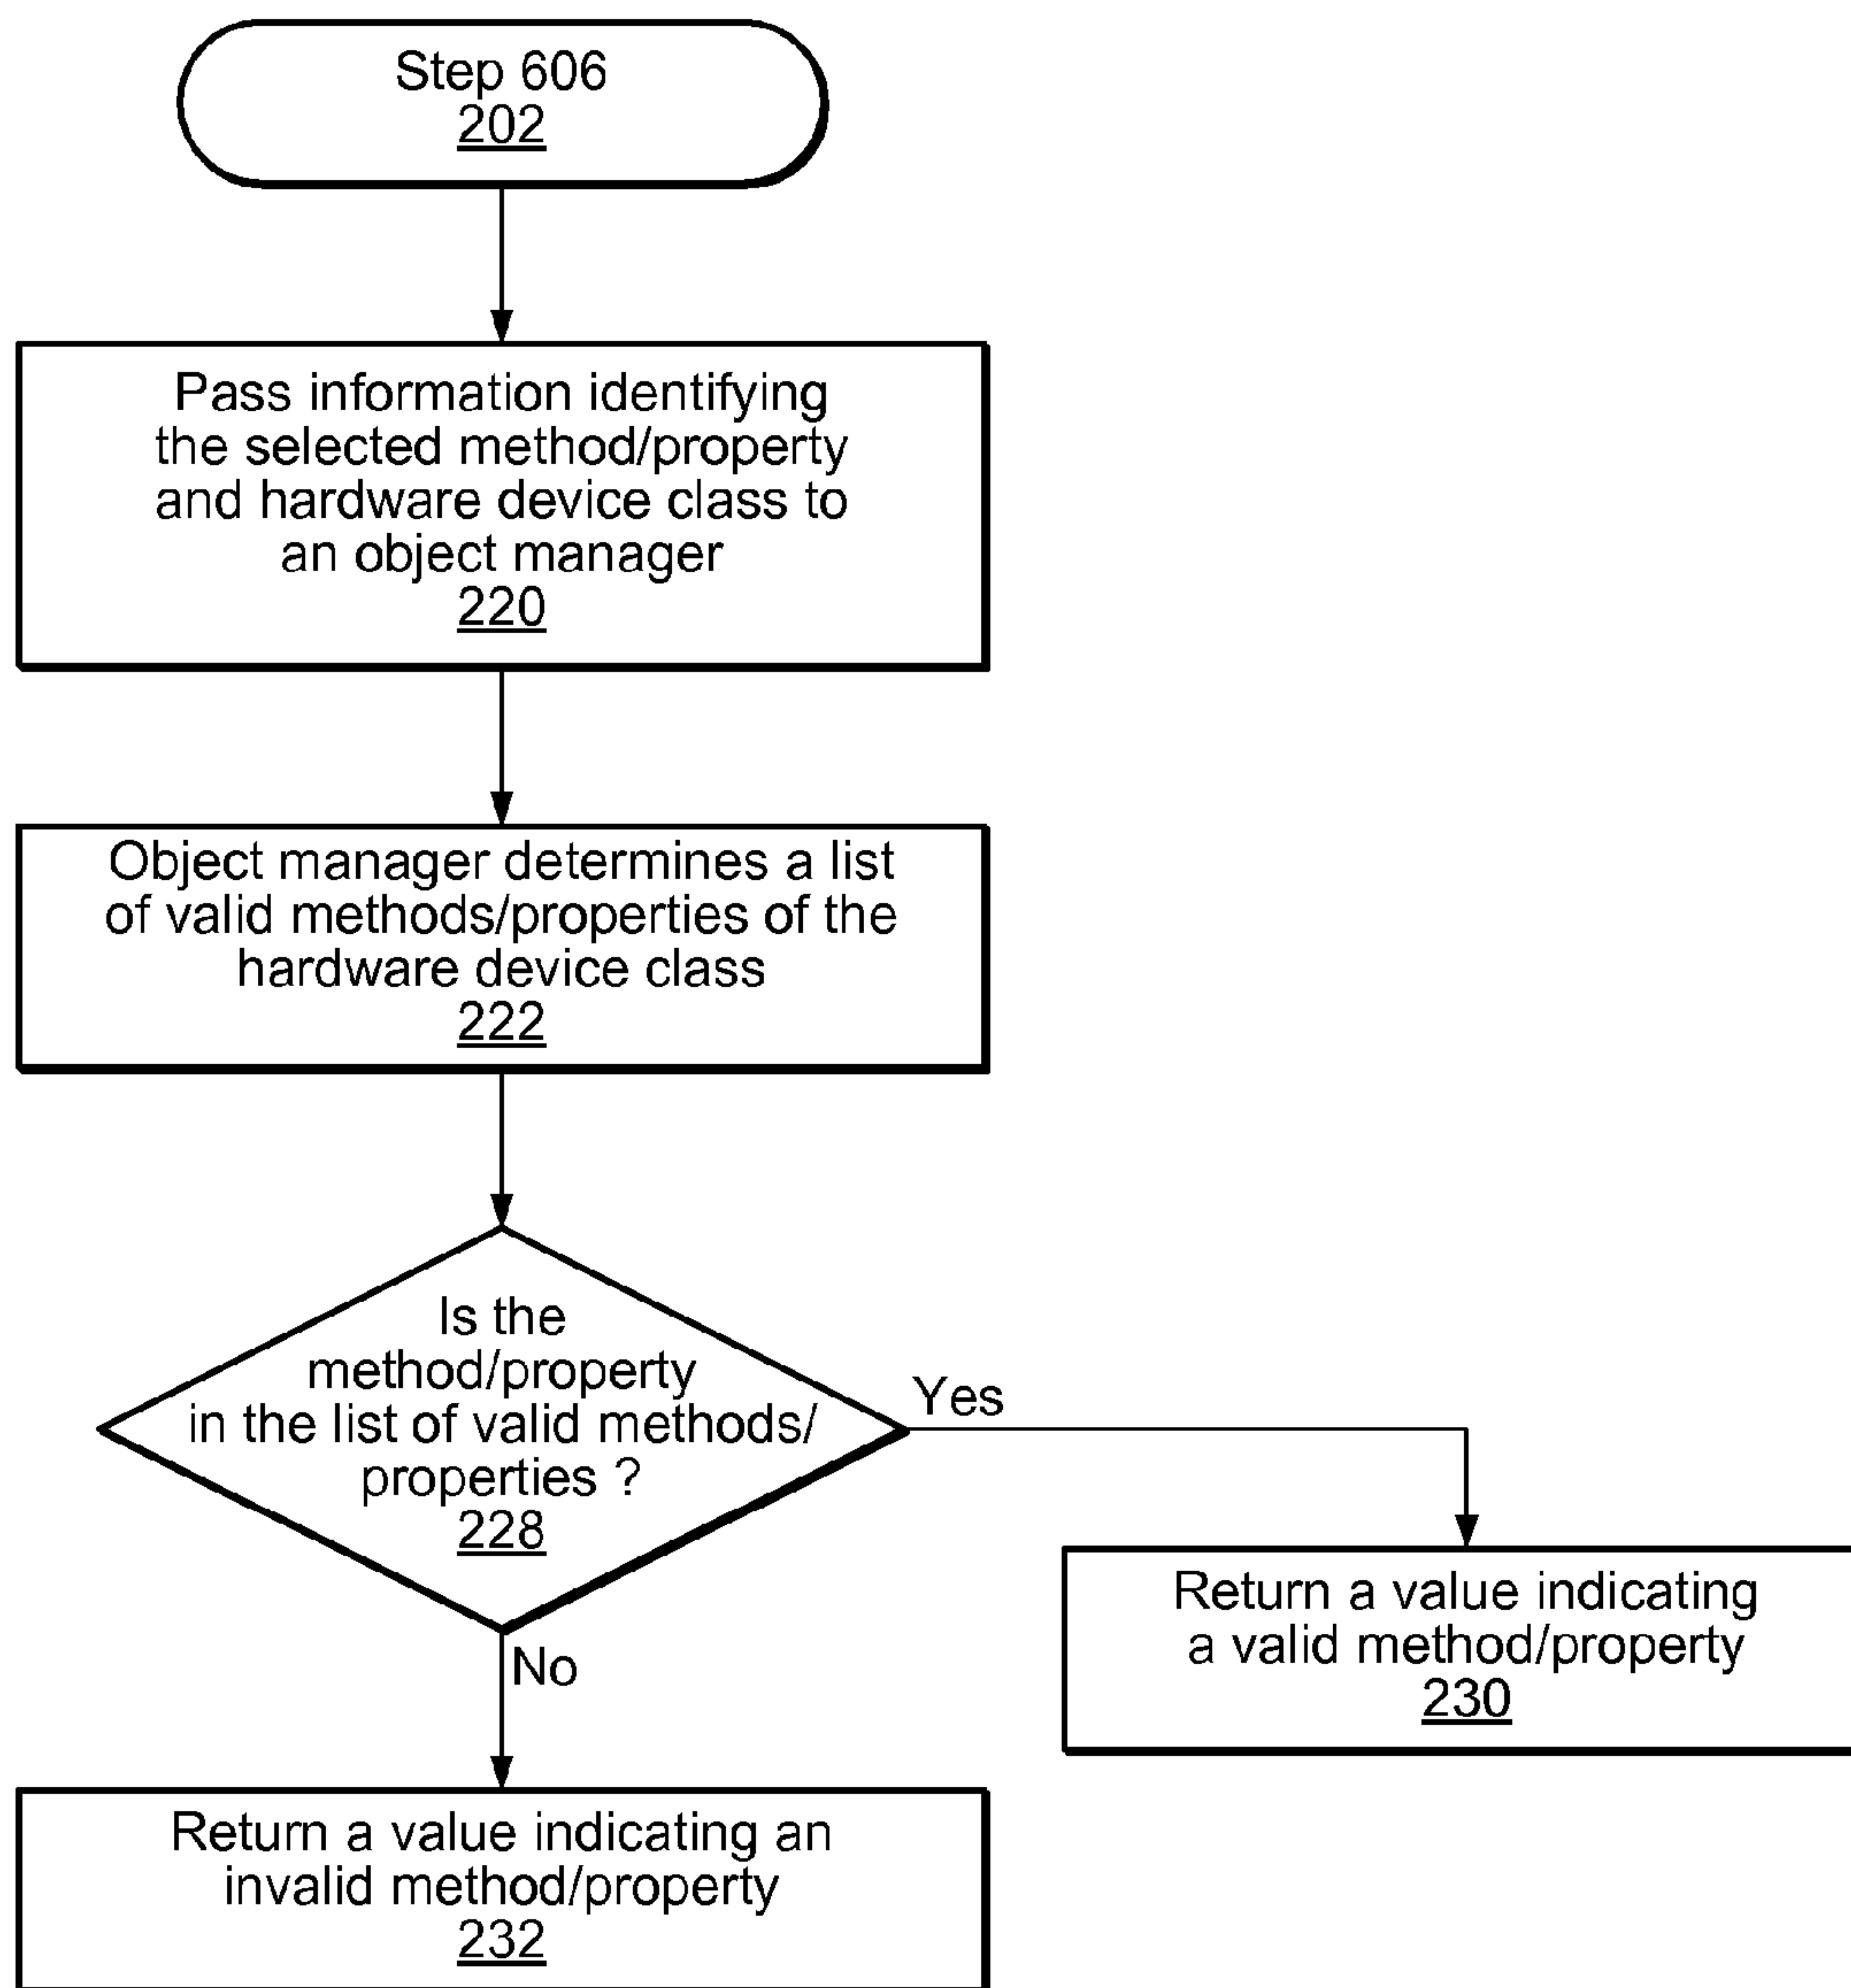 Step 606
202
Pass information identifying
the selected method/property
and hardware device class to
an object manager
220
Object manager determines a list
of valid methods/properties of the
hardware device class
222
Is the
method/property
in the list of valid methods/
properties ?
228
Yes
No
Return a value indicating
a valid method/property
230
Return a value indicating an
invalid method/property
232